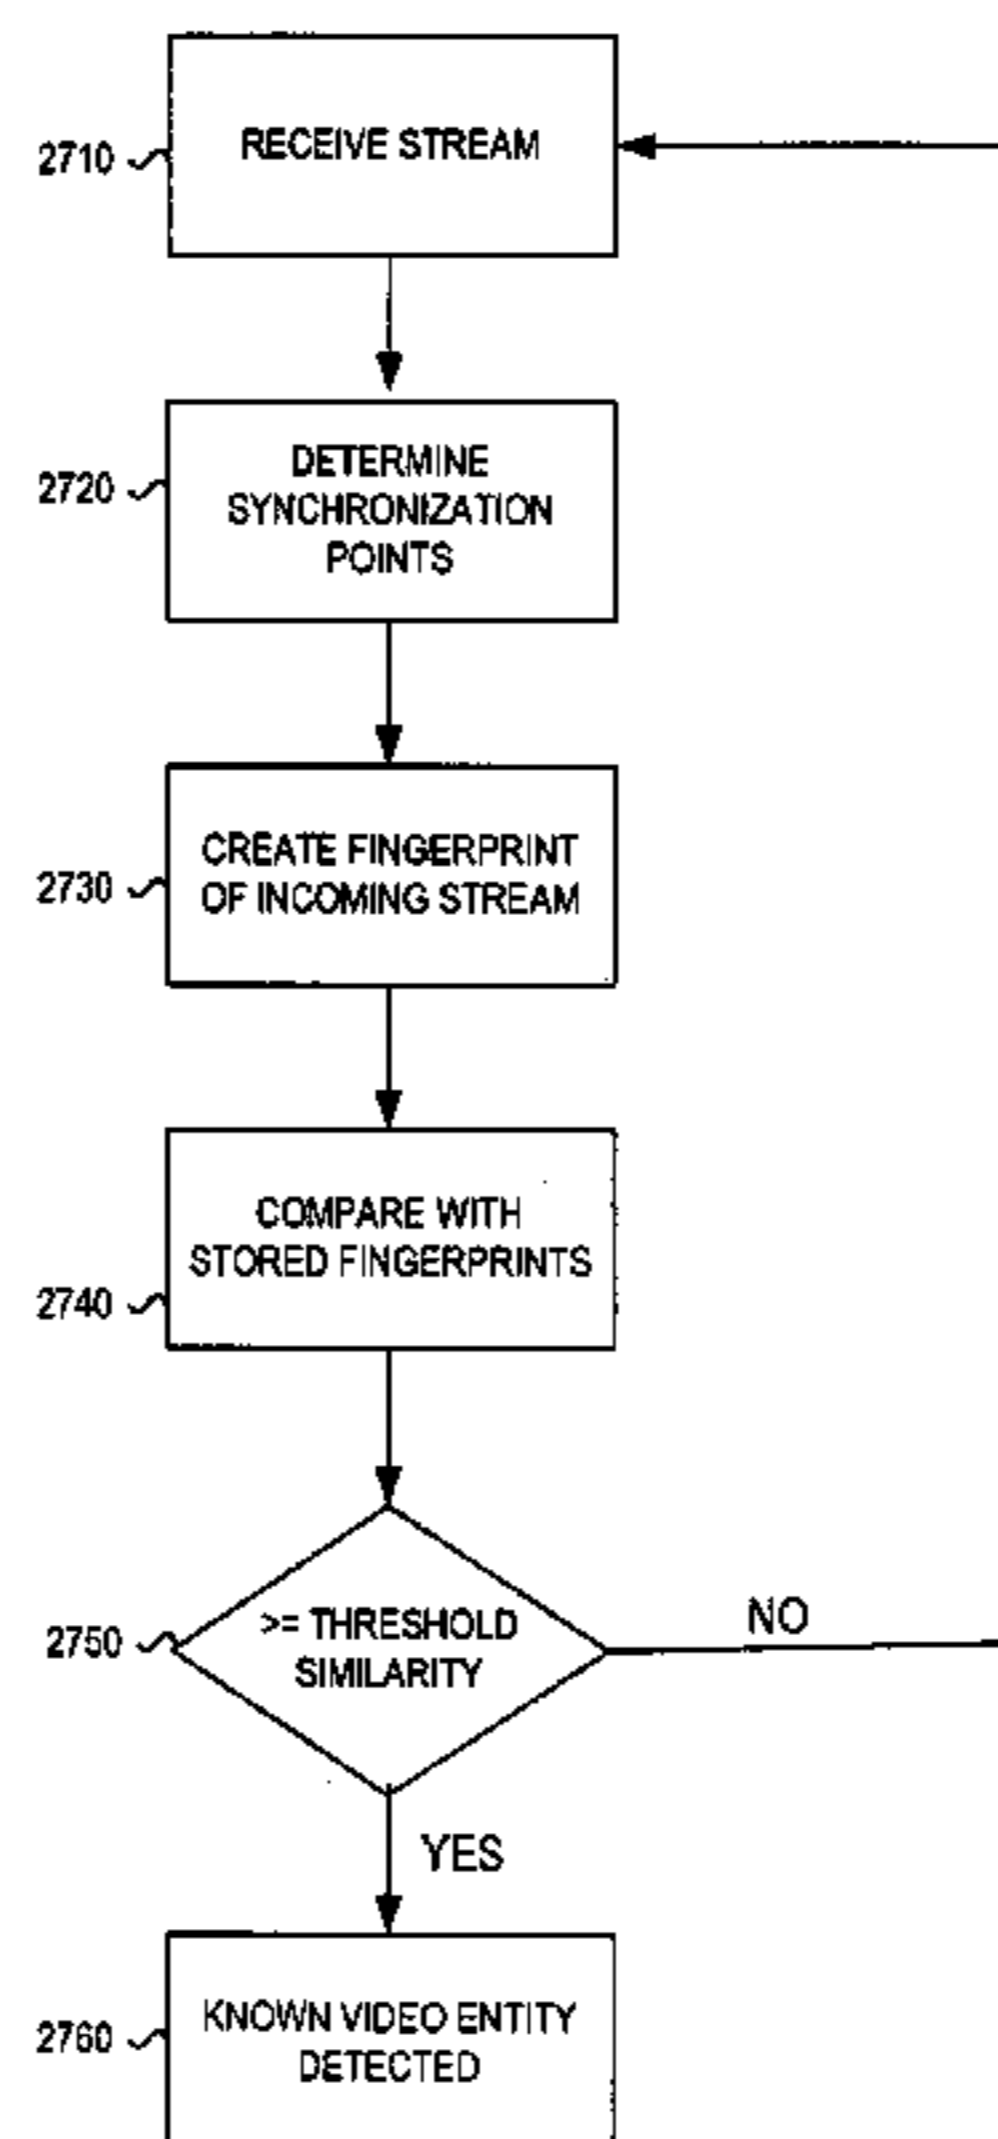 2710
RECEIVE STREAM
2720
DETERMINE
SYNCHRONIZATION
POINTS
2730
CREATE FINGERPRINT
OF INCOMING STREAM
2740
COMPARE WITH
STORED FINGERPRINTS
2750
>= THRESHOLD
SIMILARITY
NO
YES
2760
KNOWN VIDEO ENTITY
DETECTED